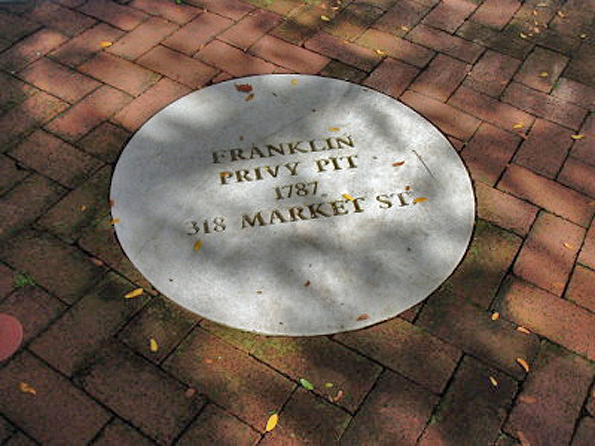 FRANKLIN
PRIVY PIT
1787
318 MARKET ST.